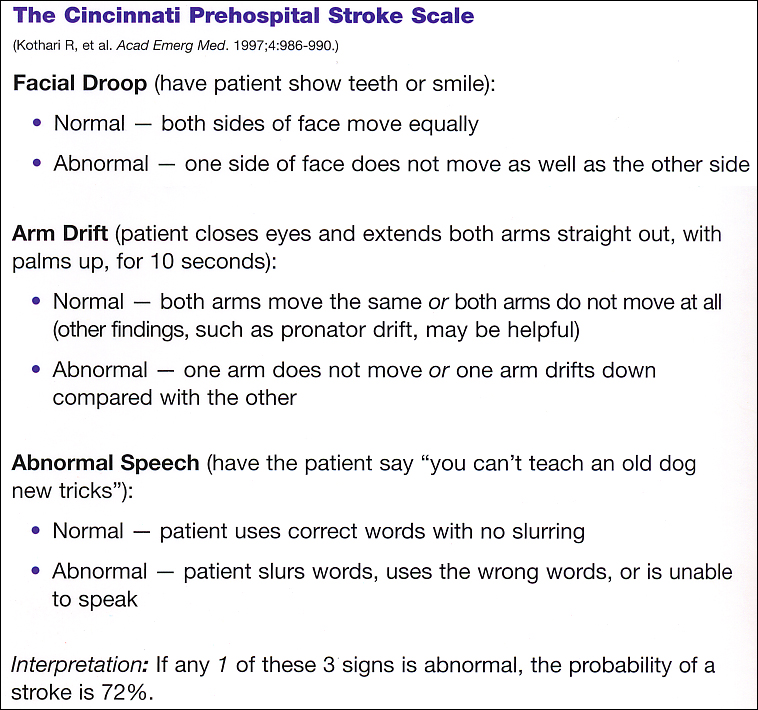 The Cincinnati Prehospital Stroke Scale
(Kothari R, et al. Acad Emerg Med. 1997;4:986-990.)
Facial Droop (have patient show teeth or smile):
• Normal — both sides of face move equally
• Abnormal — one side of face does not move as well as the other side
Arm Drift (patient closes eyes and extends both arms straight out, with
palms up, for 10 seconds):
• Normal — both arms move the same or both arms do not move at all
(other findings, such as pronator drift, may be helpful)
• Abnormal — one arm does not move or one arm drifts down
compared with the other
Abnormal Speech (have the patient say “you can’t teach an old dog
new tricks”):
• Normal — patient uses correct words with no slurring
• Abnormal — patient slurs words, uses the wrong words, or is unable
to speak
Interpretation: If any 1 of these 3 signs is abnormal, the probability of a
stroke is 72%.